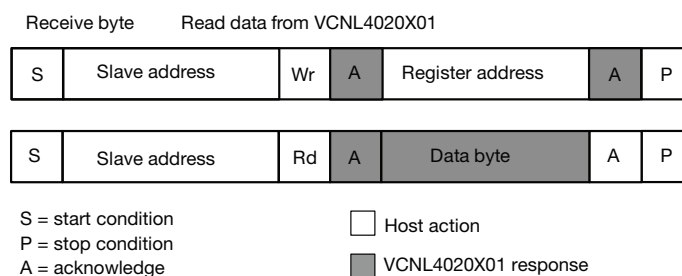 Receive byte Read data from VCNL4020X01
S Slave address Wr A Register address A P
S Slave address Rd A Data byte A P
S = start condition
P = stop condition
A = acknowledge
Host action
VCNL4020X01 response